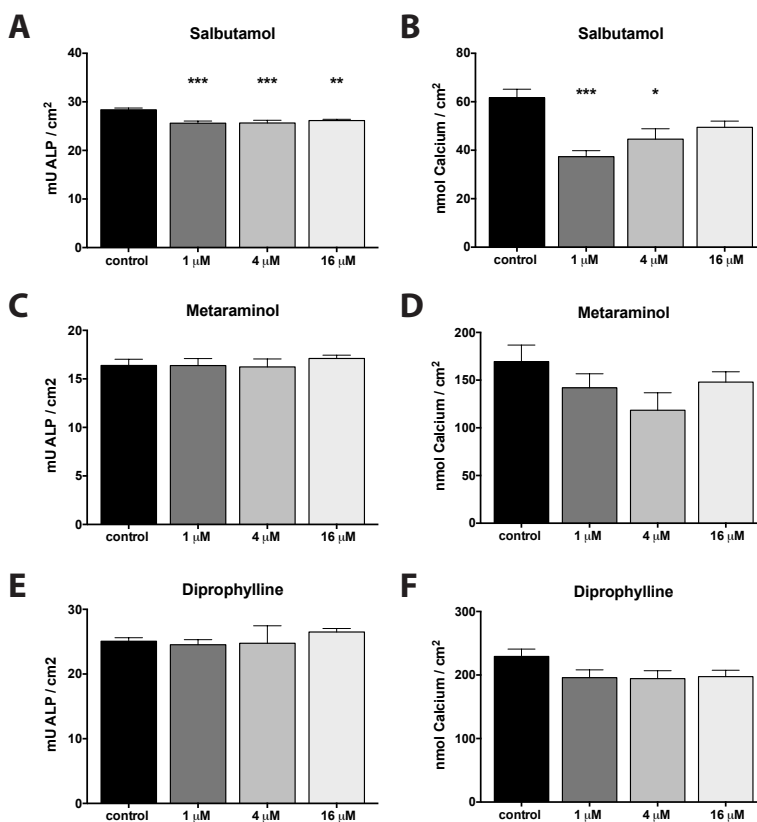 A
Salbutamol
mU ALP / cm²
40
30
20
10
0
*** *** **
control 1 µM 4 µM 16 µM
B
Salbutamol
nmol Calcium / cm²
80
60
40
20
0
*** *
control 1 µM 4 µM 16 µM
C
Metaraminol
mU ALP / cm2
20
15
10
5
0
control 1 µM 4 µM 16 µM
D
Metaraminol
nmol Calcium / cm²
200
150
100
50
0
control 1 µM 4 µM 16 µM
E
Diprophylline
mU ALP / cm2
30
20
10
0
control 1 µM 4 µM 16 µM
F
Diprophylline
nmol Calcium / cm²
300
200
100
0
control 1 µM 4 µM 16 µM